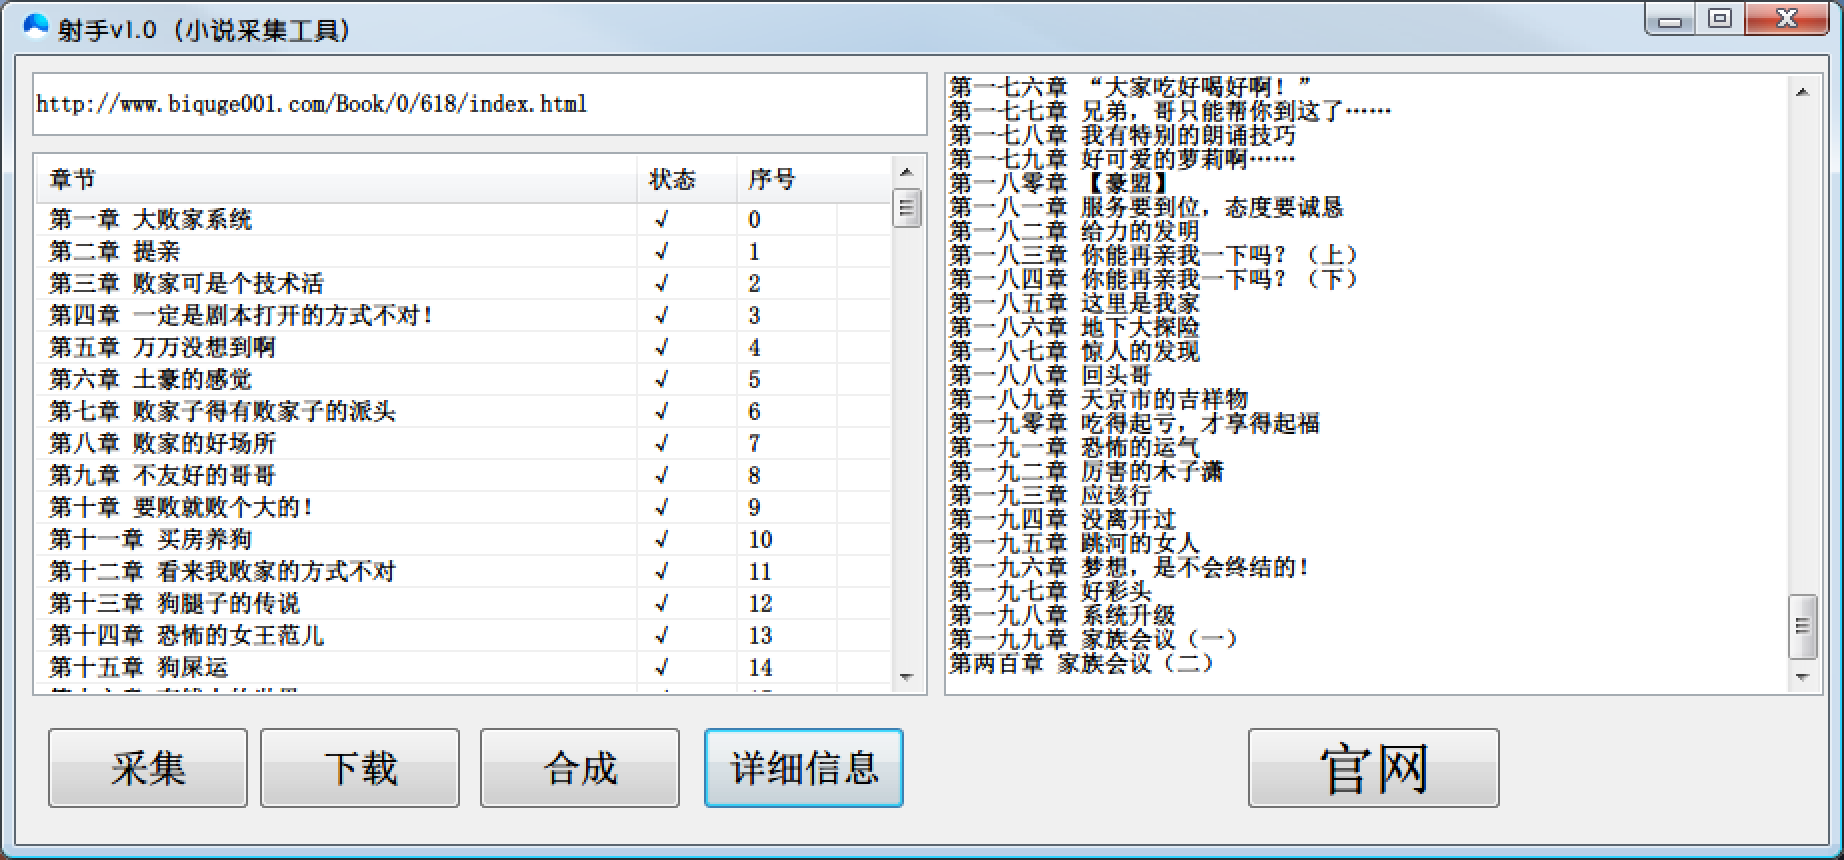 射手v1.0（小说采集工具）
http://www.biquge001.com/Book/0/618/index.html
章节 状态 序号
第一章 大败家系统 √ 0
第二章 提亲 √ 1
第三章 败家可是个技术活 √ 2
第四章 一定是剧本打开的方式不对！ √ 3
第五章 万万没想到啊 √ 4
第六章 土豪的感觉 √ 5
第七章 败家子得有败家子的派头 √ 6
第八章 败家的好场所 √ 7
第九章 不友好的哥哥 √ 8
第十章 要败就败个大的！ √ 9
第十一章 买房养狗 √ 10
第十二章 看来我败家的方式不对 √ 11
第十三章 狗腿子的传说 √ 12
第十四章 恐怖的女王范儿 √ 13
第十五章 狗屎运 √ 14
第一七六章 “大家吃好喝好啊！”
第一七七章 兄弟，哥只能帮你到这了……
第一七八章 我有特别的朗诵技巧
第一七九章 好可爱的萝莉啊……
第一八零章 【豪盟】
第一八一章 服务要到位，态度要诚恳
第一八二章 给力的发明
第一八三章 你能再亲我一下吗？（上）
第一八四章 你能再亲我一下吗？（下）
第一八五章 这里是我家
第一八六章 地下大探险
第一八七章 惊人的发现
第一八八章 回头哥
第一八九章 天京市的吉祥物
第一九零章 吃得起亏，才享得起福
第一九一章 恐怖的运气
第一九二章 厉害的木子潇
第一九三章 应该行
第一九四章 没离开过
第一九五章 跳河的女人
第一九六章 梦想，是不会终结的！
第一九七章 好彩头
第一九八章 系统升级
第一九九章 家族会议（一）
第两百章 家族会议（二）
采集 下载 合成 详细信息 官网